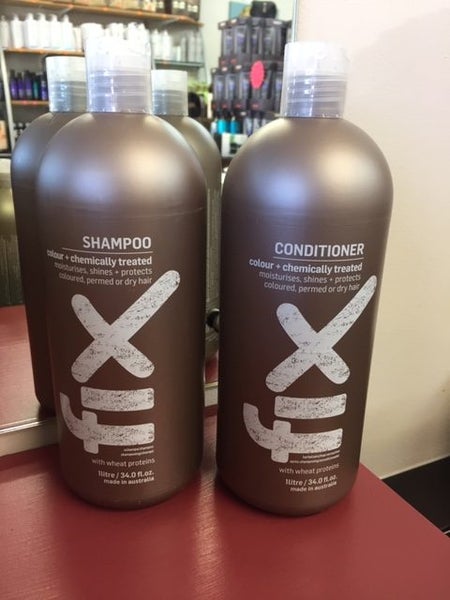 SHAMPOO
colour + chemically treated
moisturises, shines + protects
coloured, permed or dry hair
fix
with wheat proteins
1litre / 34.0 fl.oz.
made in australia
CONDITIONER
colour + chemically treated
moisturises, shines + protects
coloured, permed or dry hair
fix
with wheat proteins
1litre / 34.0 fl.oz.
made in australia